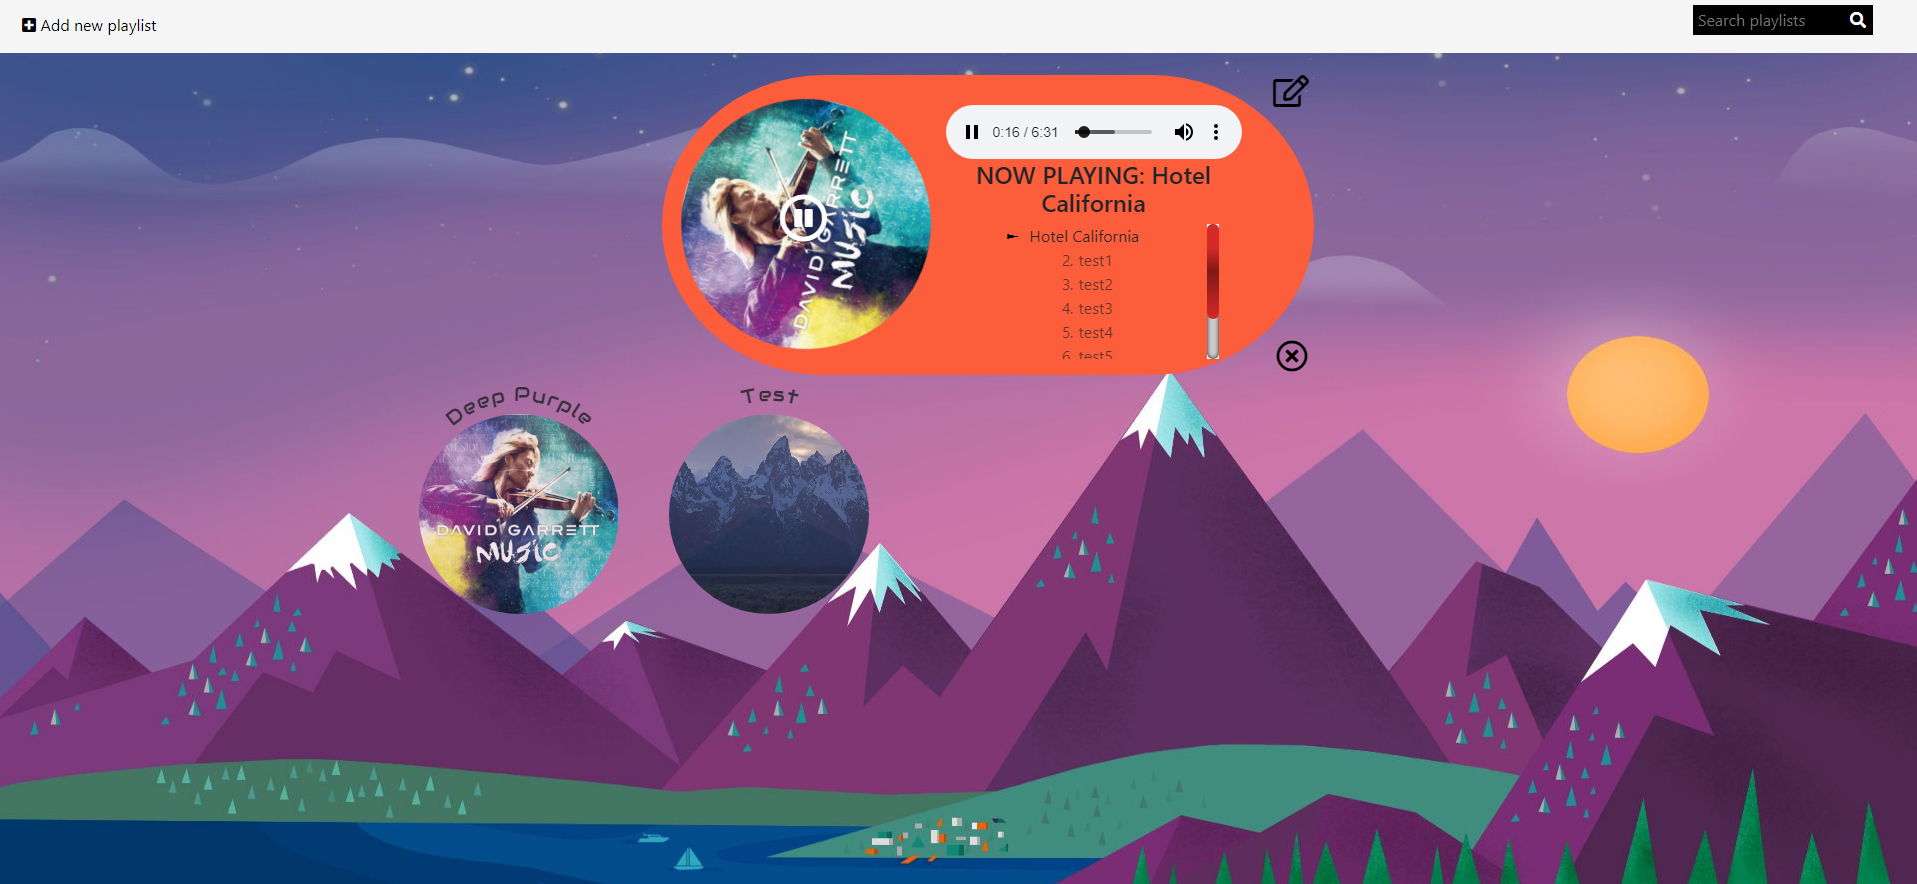 Add new playlist
Search playlists
0:16 / 6:31
NOW PLAYING: Hotel
California
Hotel California
2. test1
3. test2
4. test3
5. test4
6. test5
DAVID GARRETT
MUSIC
Deep Purple
Test
DAVID GARRETT
MUSIC